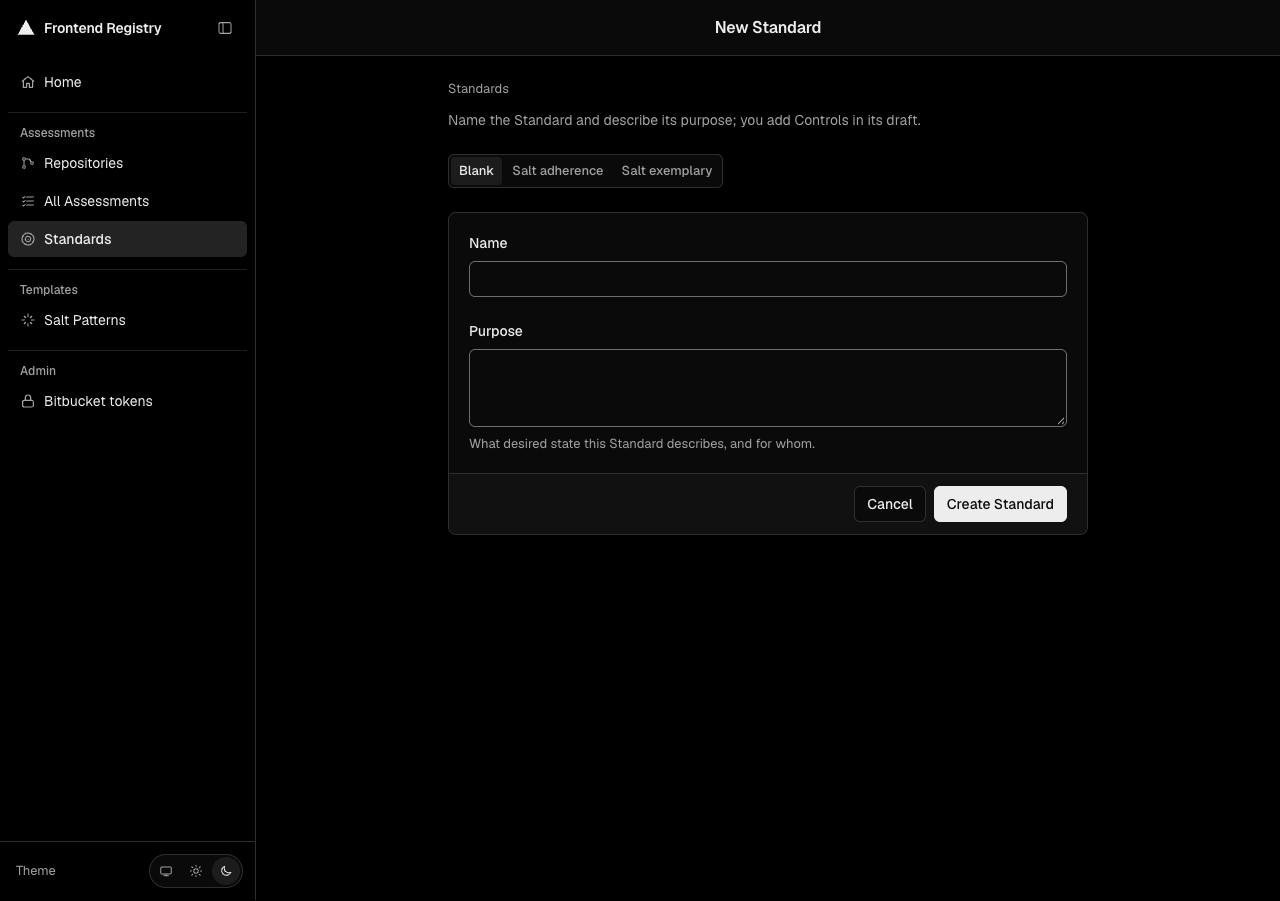 Frontend Registry
New Standard
Home
Assessments
Repositories
All Assessments
Standards
Templates
Salt Patterns
Admin
Bitbucket tokens
Theme
Standards
Name the Standard and describe its purpose; you add Controls in its draft.
Blank Salt adherence Salt exemplary
Name
Purpose
What desired state this Standard describes, and for whom.
Cancel Create Standard